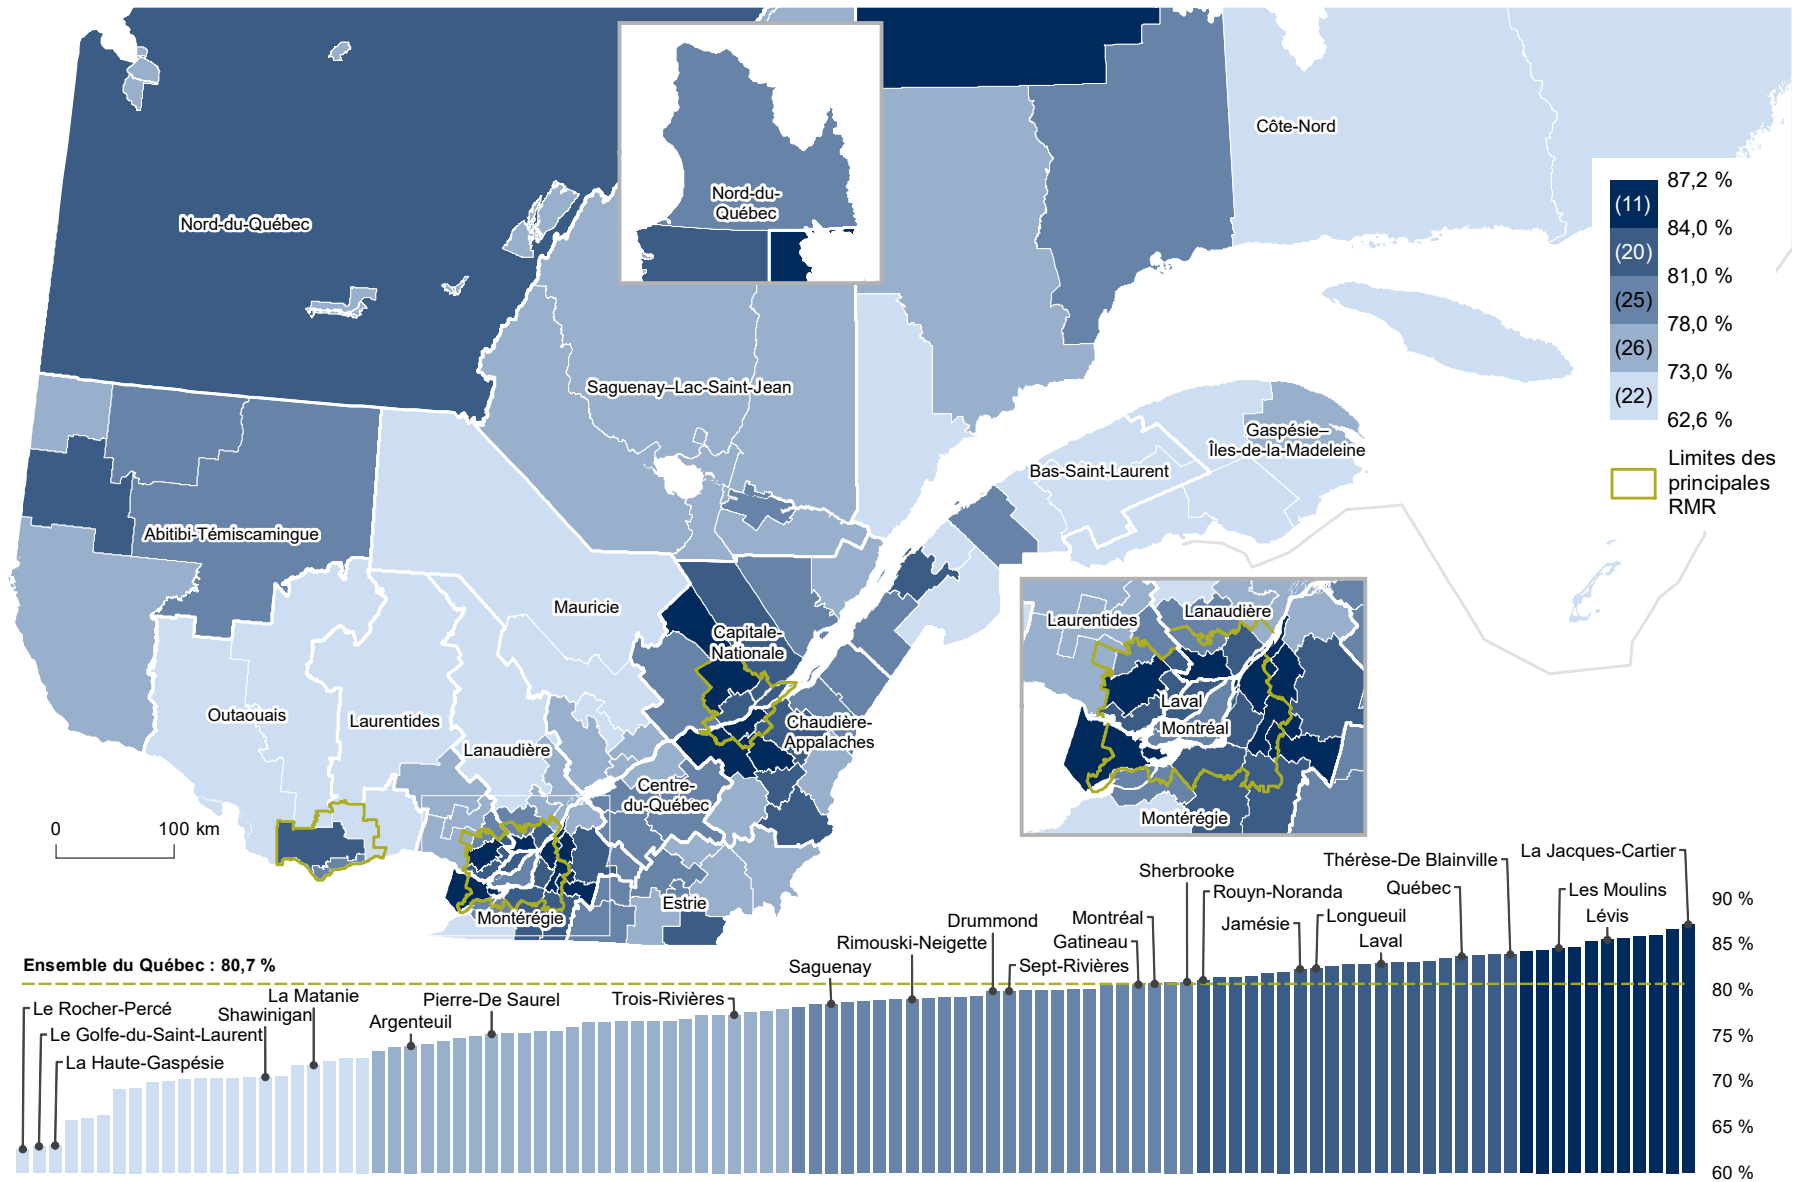 Côte-Nord
Nord-du-
Québec
Nord-du-Québec
87,2 %
(11)
84,0 %
(20)
81,0 %
(25)
78,0 %
(26)
73,0 %
(22)
62,6 %
Limites des
principales
RMR
Saguenay–Lac-Saint-Jean
Gaspésie–
Îles-de-la-Madeleine
Bas-Saint-Laurent
Abitibi-Témiscamingue
Mauricie
Capitale-
Nationale
Outaouais
Laurentides
Lanaudière
Chaudière-
Appalaches
Centre-
du-Québec
Estrie
Montérégie
Laurentides
Lanaudière
Laval
Montréal
Montérégie
0
100 km
Ensemble du Québec : 80,7 %
Le Rocher-Percé
Le Golfe-du-Saint-Laurent
La Haute-Gaspésie
Shawinigan
La Matanie
Argenteuil
Pierre-De Saurel
Trois-Rivières
Saguenay
Rimouski-Neigette
Drummond
Sept-Rivières
Gatineau
Montréal
Sherbrooke
Rouyn-Noranda
Jamésie
Longueuil
Laval
Québec
Thérèse-De Blainville
Les Moulins
Lévis
La Jacques-Cartier
90 %
85 %
80 %
75 %
70 %
65 %
60 %